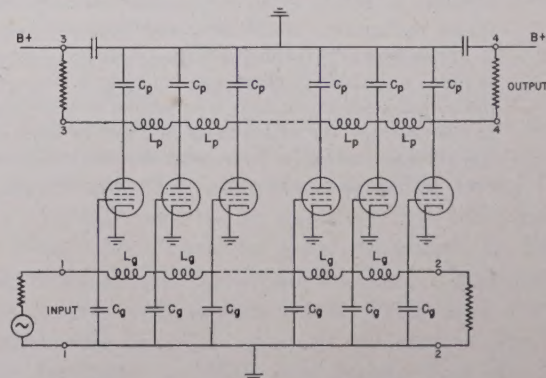 B+ 3 4 B+
Cp Cp Cp Cp Cp Cp
OUTPUT
3 Lp Lp Lp Lp 4
1 Lg Lg Lg Lg 2
INPUT Cg Cg Cg Cg Cg Cg
1 2